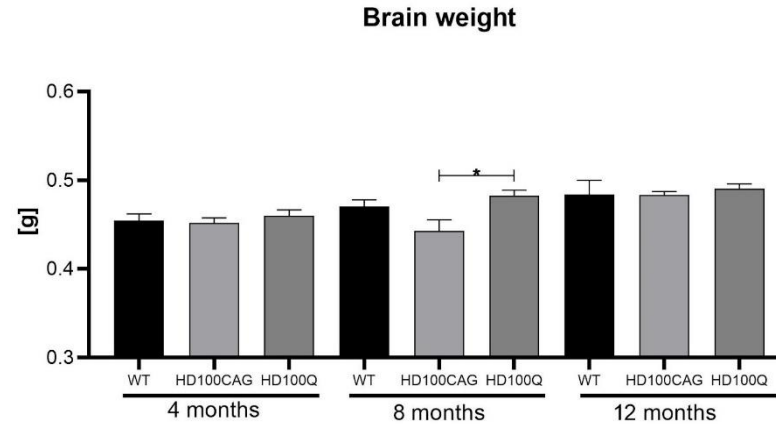 Brain weight
[g]
0.6
*
0.5
0.4
0.3
WT HD100CAG HD100Q WT HD100CAG HD100Q WT HD100CAG HD100Q
4 months 8 months 12 months